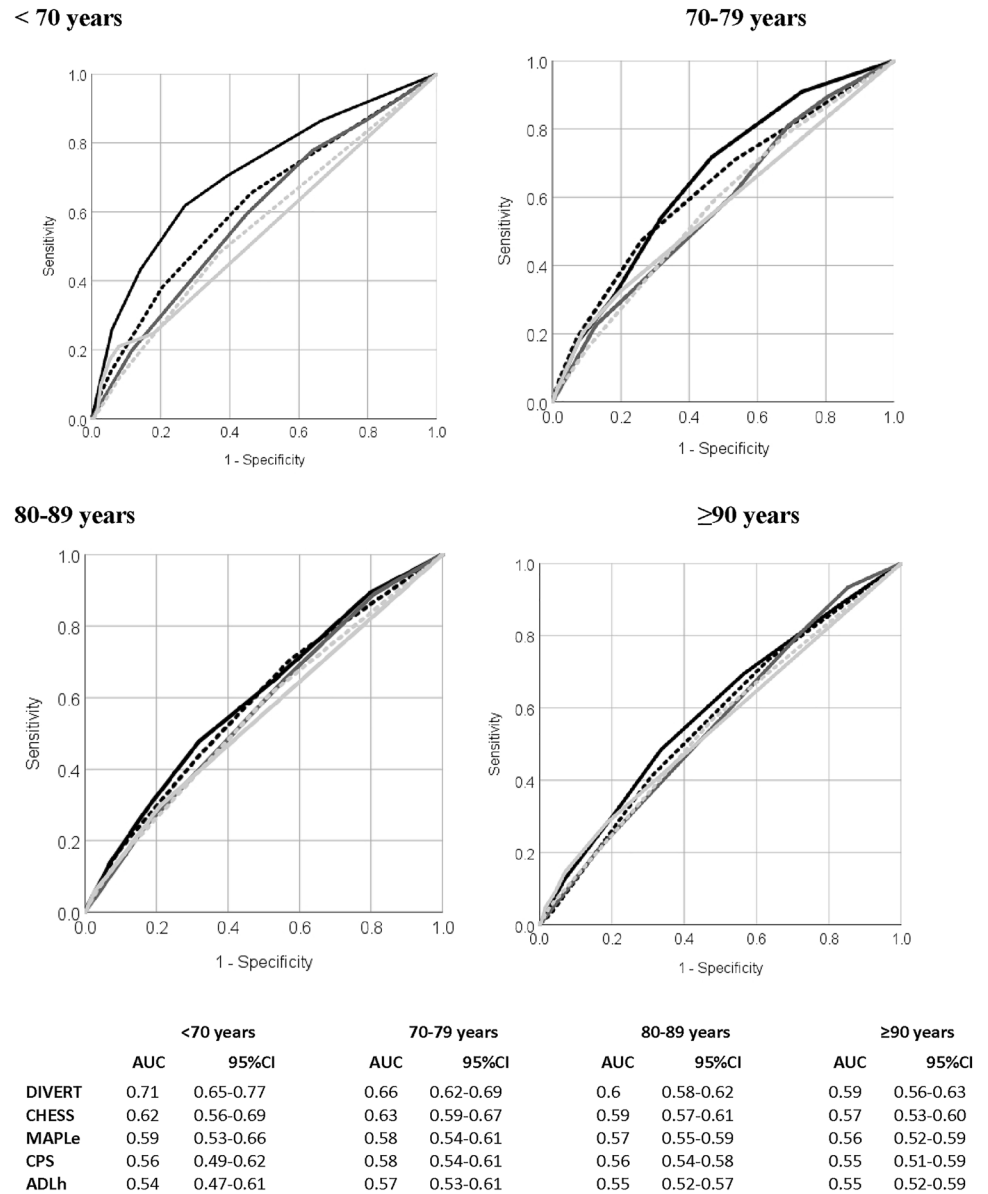 < 70 years
70-79 years
1.0
0.8
0.6
0.4
0.2
0.0
Sensitivity
0.0 0.2 0.4 0.6 0.8 1.0
1 - Specificity
1.0
0.8
0.6
0.4
0.2
0.0
Sensitivity
0.0 0.2 0.4 0.6 0.8 1.0
1 - Specificity
80-89 years
≥90 years
1.0
0.8
0.6
0.4
0.2
0.0
Sensitivity
0.0 0.2 0.4 0.6 0.8 1.0
1 - Specificity
1.0
0.8
0.6
0.4
0.2
0.0
Sensitivity
0.0 0.2 0.4 0.6 0.8 1.0
1 - Specificity
<70 years 70-79 years 80-89 years ≥90 years
AUC 95%CI AUC 95%CI AUC 95%CI AUC 95%CI
DIVERT 0.71 0.65-0.77 0.66 0.62-0.69 0.6 0.58-0.62 0.59 0.56-0.63
CHESS 0.62 0.56-0.69 0.63 0.59-0.67 0.59 0.57-0.61 0.57 0.53-0.60
MAPLe 0.59 0.53-0.66 0.58 0.54-0.61 0.57 0.55-0.59 0.56 0.52-0.59
CPS 0.56 0.49-0.62 0.58 0.54-0.61 0.56 0.54-0.58 0.55 0.51-0.59
ADLh 0.54 0.47-0.61 0.57 0.53-0.61 0.55 0.52-0.57 0.55 0.52-0.59